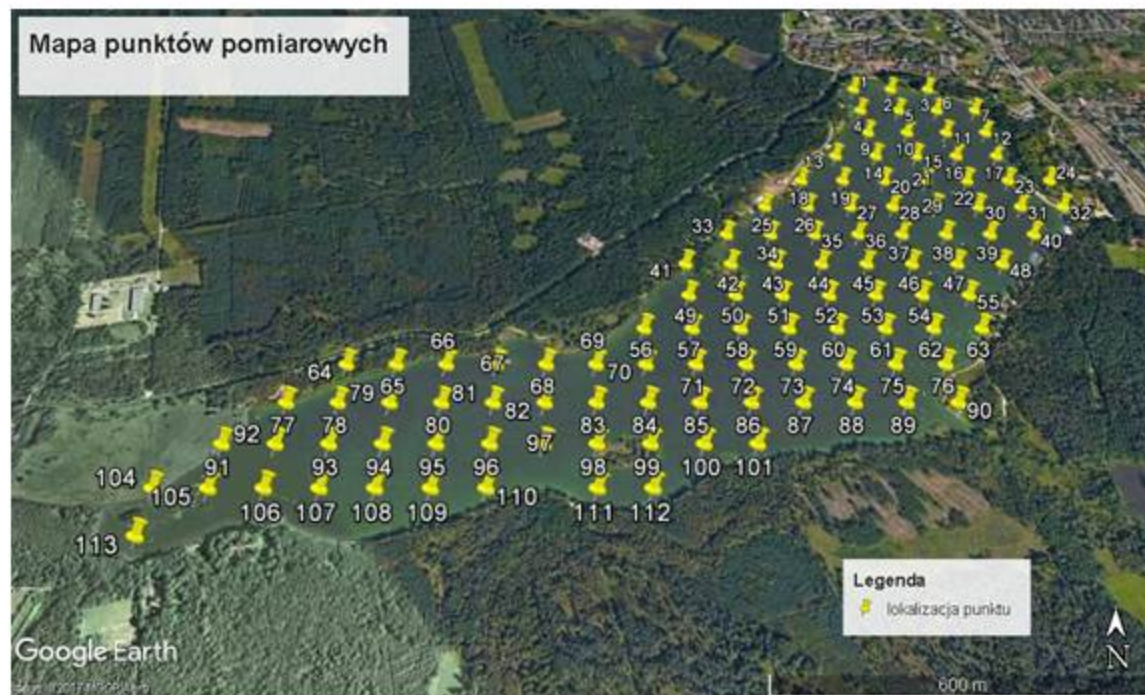 Mapa punktów pomiarowych
1
2 3 6 7
4 5 11 12
13 9 10 15
14 21 16 17 24
18 19 20 22 23
33 25 26 27 28 29 30 31 32
34 35 36 37 38 39 40
41 42 43 44 45 46 47 48
49 50 51 52 53 54 55
69 56 57 58 59 60 61 62 63
64 65 66 67 68 70 71 72 73 74 75 76
77 78 79 80 81 82 83 84 85 86 87 88 89 90
92 91 93 94 95 96 97 98 99 100 101
104 105 106 107 108 109 110 111 112
113
Legenda
lokalizacja punktu
Google Earth
N
600 m